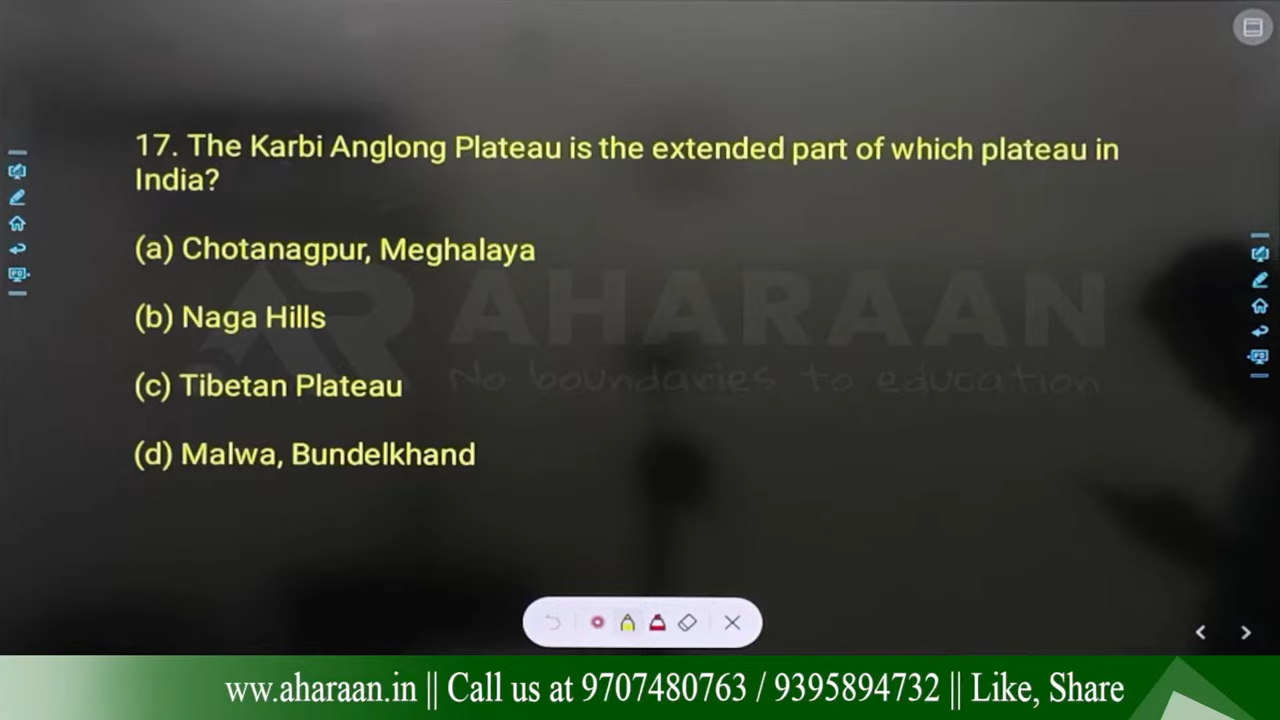 17. The Karbi Anglong Plateau is the extended part of which plateau in
India?
(a) Chotanagpur, Meghalaya
AHARAAN
(b) Naga Hills
No boundaries to education
(c) Tibetan Plateau
(d) Malwa, Bundelkhand
ww.aharaan.in || Call us at 9707480763 / 9395894732 || Like, Share